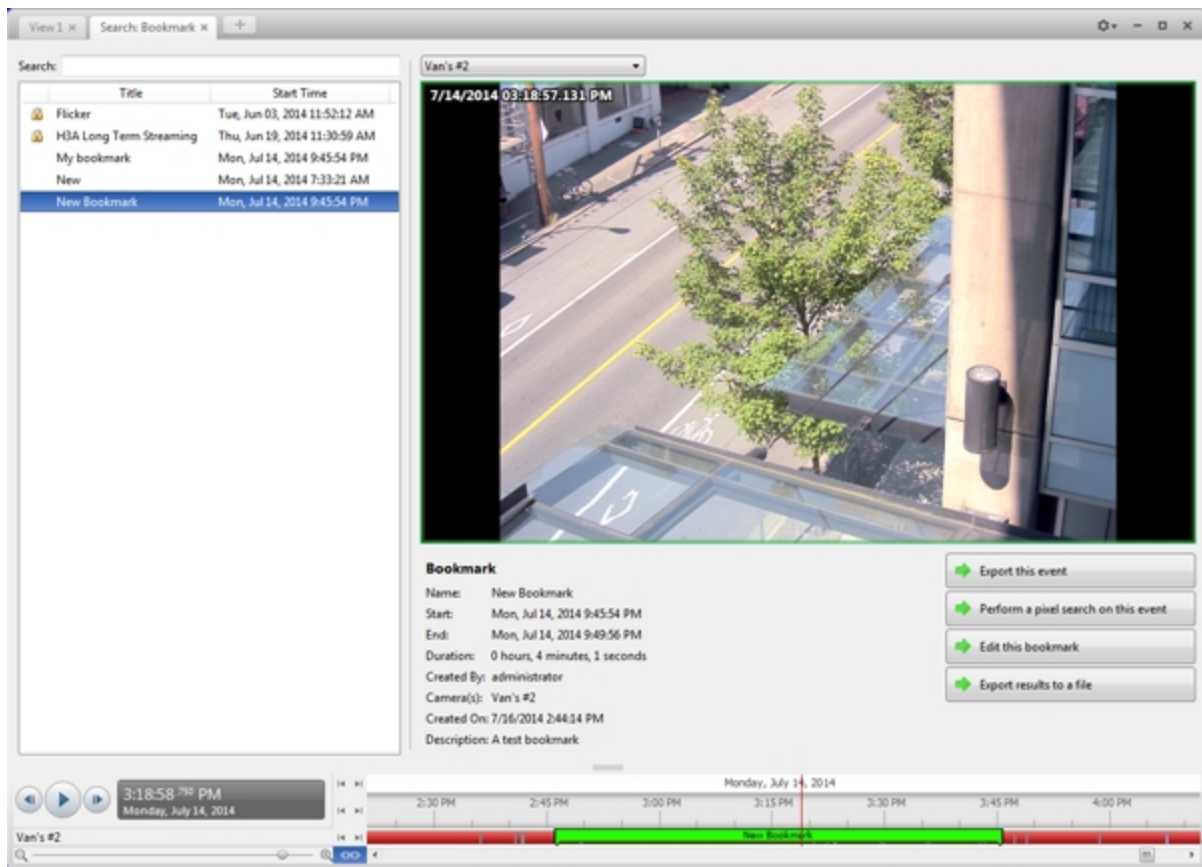 View 1
Search: Bookmark
Search:
Title Start Time
Flicker Tue, Jun 03, 2014 11:52:12 AM
H3A Long Term Streaming Thu, Jun 19, 2014 11:30:59 AM
My bookmark Mon, Jul 14, 2014 9:45:54 PM
New Mon, Jul 14, 2014 7:33:21 AM
New Bookmark Mon, Jul 14, 2014 9:45:54 PM
Van's #2
7/14/2014 03:18:57.131 PM
Bookmark
Name: New Bookmark
Start: Mon, Jul 14, 2014 9:45:54 PM
End: Mon, Jul 14, 2014 9:49:56 PM
Duration: 0 hours, 4 minutes, 1 seconds
Created By: administrator
Camera(s): Van's #2
Created On: 7/16/2014 2:44:14 PM
Description: A test bookmark
Export this event
Perform a pixel search on this event
Edit this bookmark
Export results to a file
3:18:58 750 PM
Monday, July 14, 2014
Monday, July 14, 2014
2:30 PM 2:45 PM 3:00 PM 3:15 PM 3:30 PM 3:45 PM 4:00 PM
Van's #2
New Bookmark